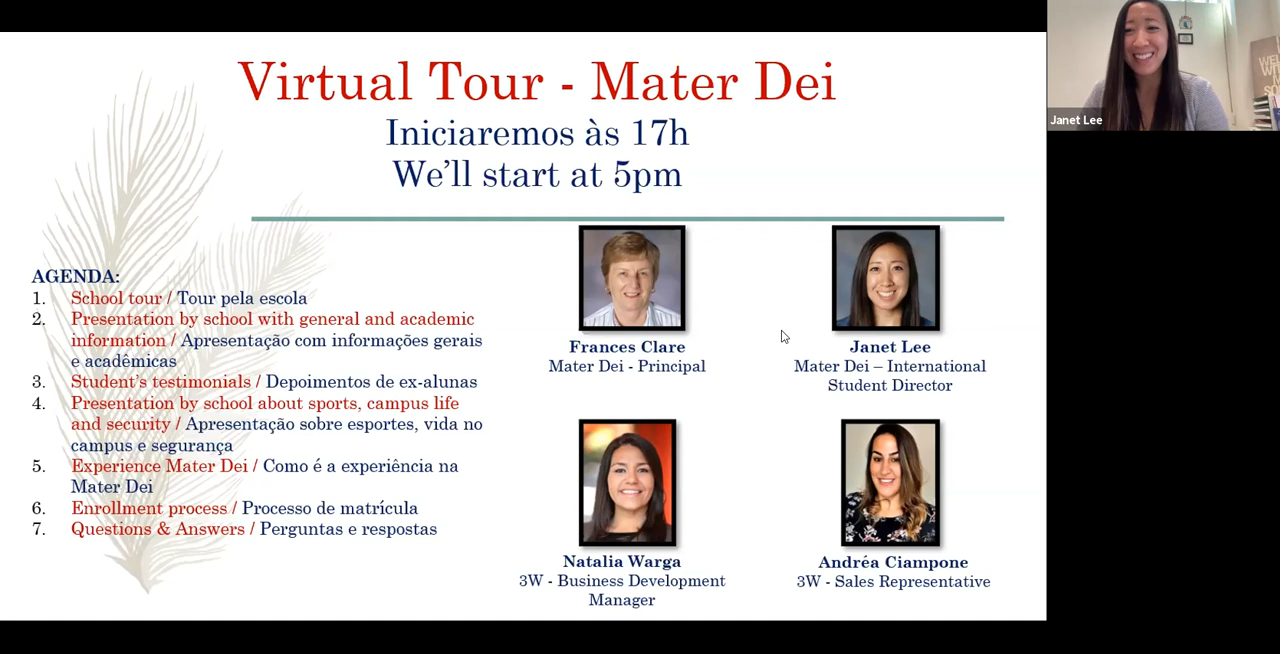 Virtual Tour - Mater Dei
Iniciaremos às 17h
We'll start at 5pm
AGENDA:
1. School tour / Tour pela escola
2. Presentation by school with general and academic
information / Apresentação com informações gerais
e acadêmicas
3. Student's testimonials / Depoimentos de ex-alunas
4. Presentation by school about sports, campus life
and security / Apresentação sobre esportes, vida no
campus e segurança
5. Experience Mater Dei / Como é a experiência na
Mater Dei
6. Enrollment process / Processo de matrícula
7. Questions & Answers / Perguntas e respostas
Frances Clare
Mater Dei - Principal
Janet Lee
Mater Dei – International
Student Director
Natalia Warga
3W - Business Development
Manager
Andréa Ciampone
3W - Sales Representative
Janet Lee